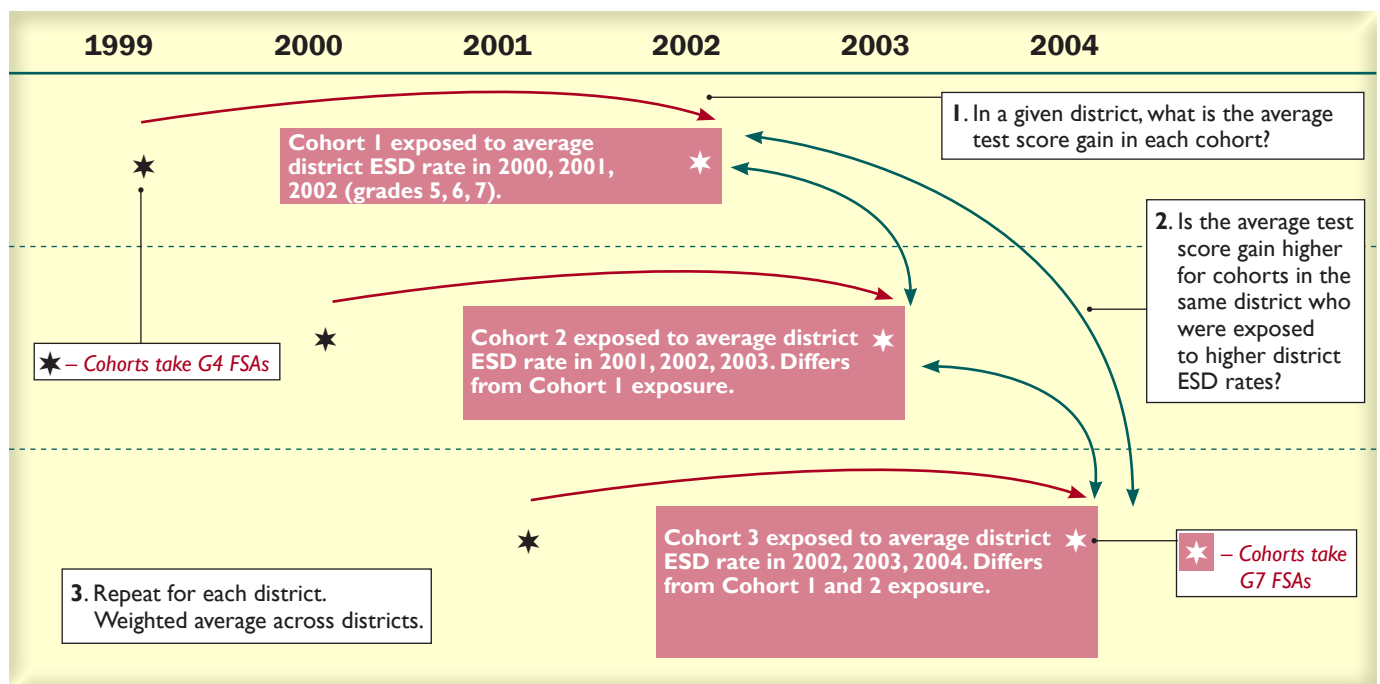 1999 2000 2001 2002 2003 2004
1. In a given district, what is the average
test score gain in each cohort?
Cohort 1 exposed to average
district ESD rate in 2000, 2001,
2002 (grades 5, 6, 7).
2. Is the average test
score gain higher
for cohorts in the
same district who
were exposed
to higher district
ESD rates?
– Cohorts take G4 FSAs
Cohort 2 exposed to average district
ESD rate in 2001, 2002, 2003. Differs
from Cohort 1 exposure.
Cohort 3 exposed to average district
ESD rate in 2002, 2003, 2004. Differs
from Cohort 1 and 2 exposure.
– Cohorts take
G7 FSAs
3. Repeat for each district.
Weighted average across districts.